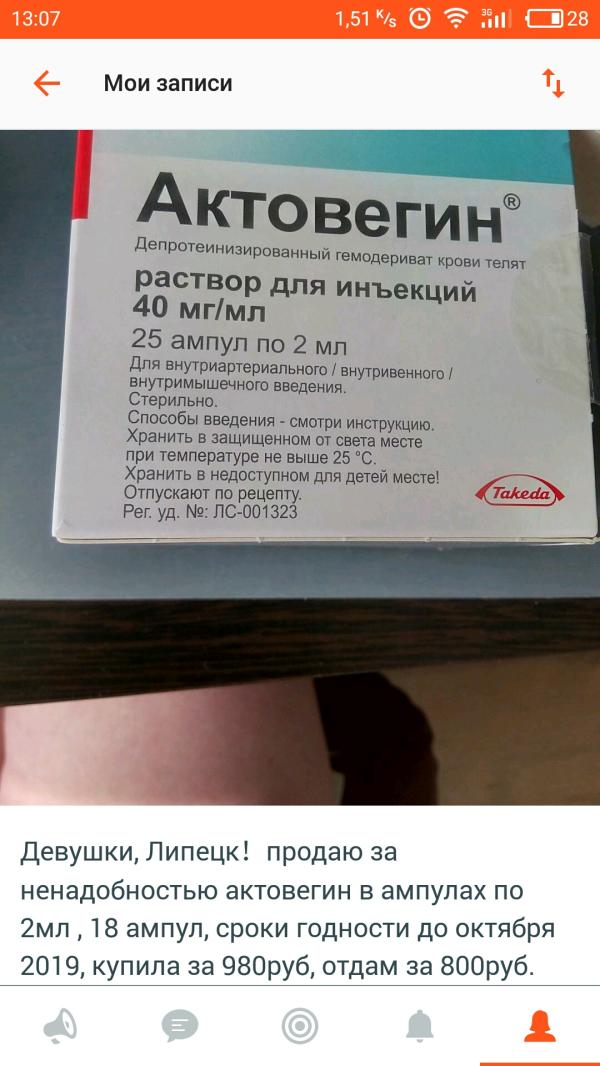 13:07 1,51 K/s 3G 28
Мои записи
Актовегин®
Депротеинизированный гемодериват крови телят
раствор для инъекций
40 мг/мл
25 ампул по 2 мл
Для внутриартериального / внутривенного /
внутримышечного введения.
Стерильно.
Способы введения - смотри инструкцию.
Хранить в защищенном от света месте
при температуре не выше 25 °C.
Хранить в недоступном для детей месте!
Отпускают по рецепту.
Рег. уд. №: ЛС-001323
Takeda
Девушки, Липецк! продаю за
ненадобностью актовегин в ампулах по
2мл , 18 ампул, сроки годности до октября
2019, купила за 980руб, отдам за 800руб.